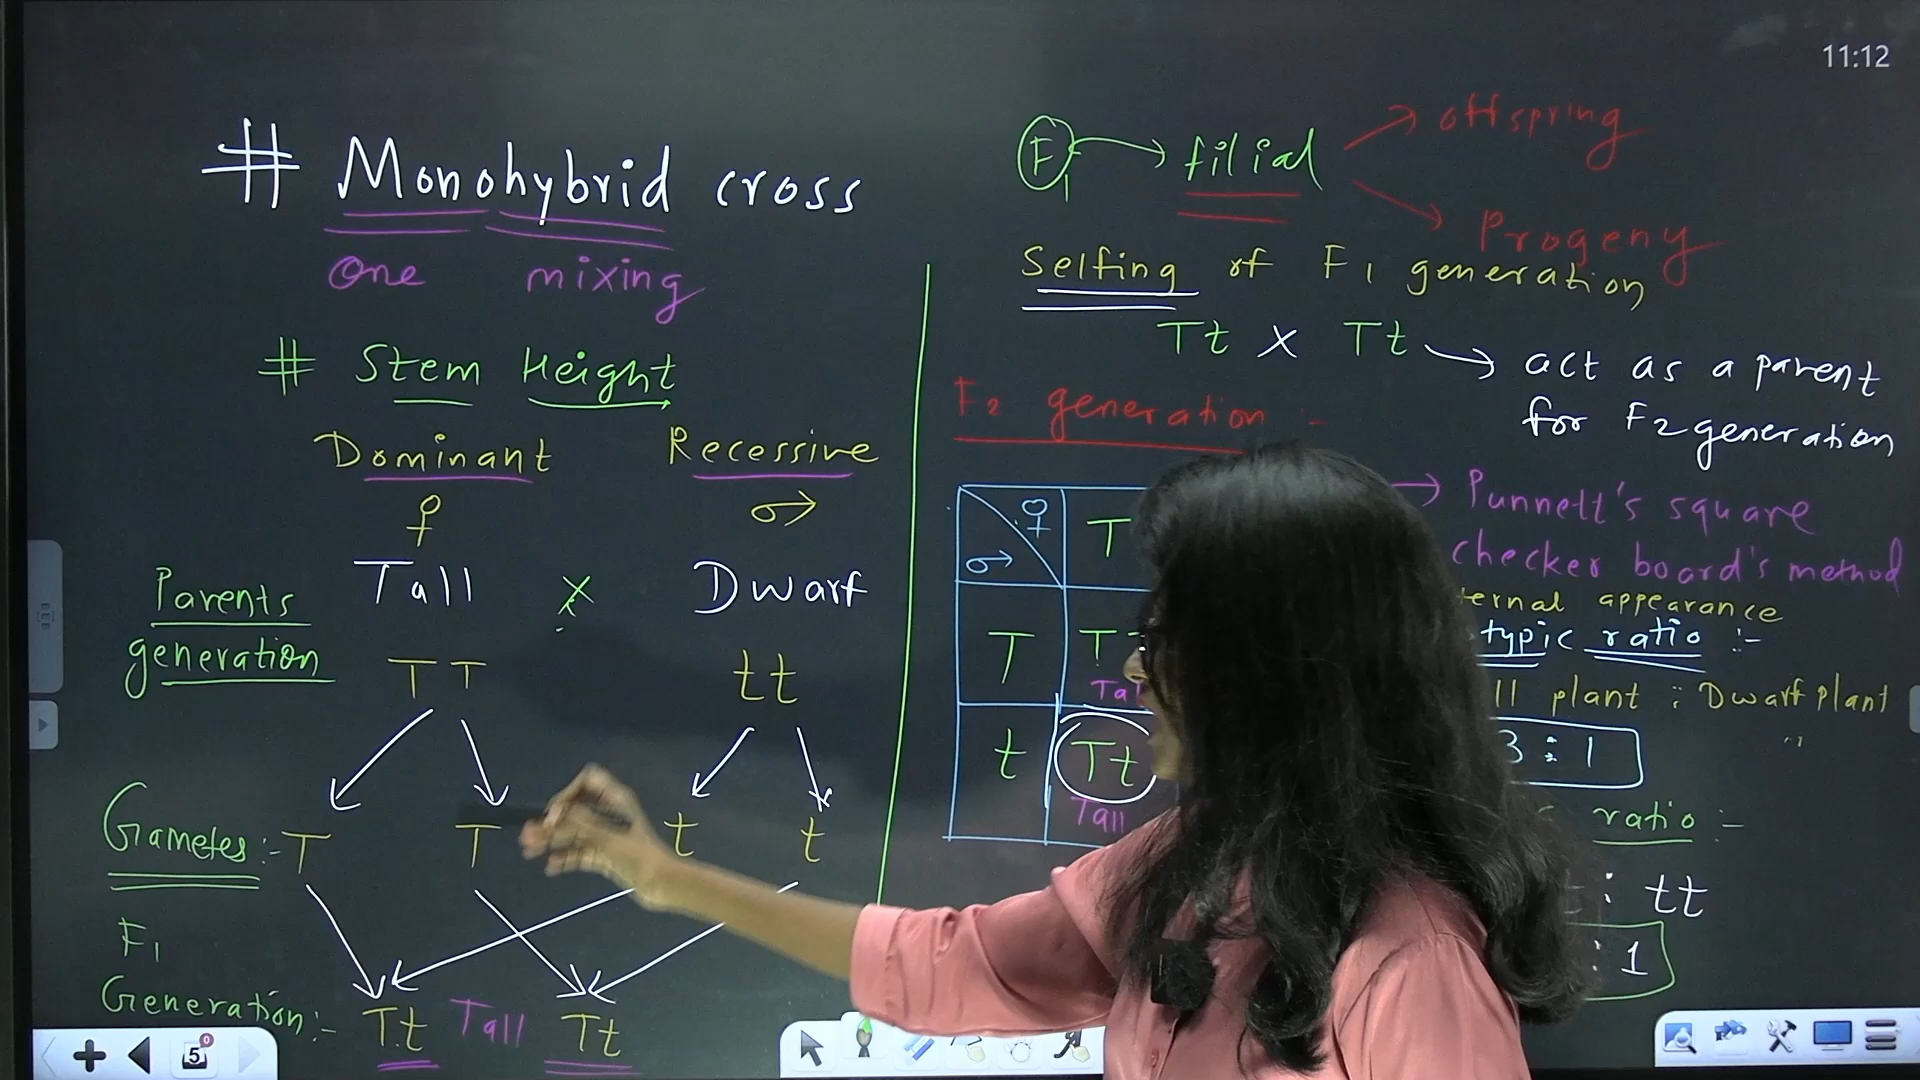 11:12
# Monohybrid cross
one mixing
# Stem Height
Dominant Recessive
♀ ♂
Parents generation
Tall x Dwarf
TT tt
Gametes :- T T t t
F1 Generation :- Tt Tall Tt
F1 → filial
offspring
Progeny
Selfing of F1 generation
Tt x Tt → act as a parent
for F2 generation
F2 generation :-
♀ T
♂
T
t Tt
Tall
→ Punnett's square
checker board's method
appearance
ratio :-
plant : Dwarf plant
3 : 1
ratio :-
: tt
: 1
5
0